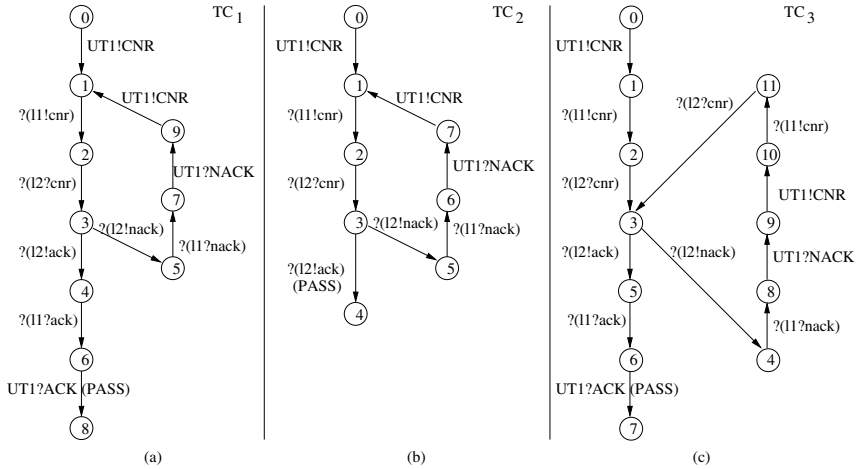 TC 1
0
UT1!CNR
1
UT1!CNR
?(l1!cnr)
9
2
UT1?NACK
?(l2?cnr)
7
3
?(l2!nack)
?(l1?nack)
?(l2!ack)
5
4
?(l1?ack)
6
UT1?ACK (PASS)
8
(a)
TC 2
0
UT1!CNR
1
UT1!CNR
?(l1!cnr)
7
2
UT1?NACK
?(l2?cnr)
6
3
?(l2!nack)
?(l1?nack)
?(l2!ack)
(PASS)
5
4
(b)
TC 3
0
UT1!CNR
1
11
?(l2?cnr)
?(l1!cnr)
?(l1!cnr)
2
10
?(l2?cnr)
UT1!CNR
3
9
?(l2!ack)
?(l2!nack)
UT1?NACK
5
8
?(l1?ack)
?(l1?nack)
6
4
UT1?ACK (PASS)
7
(c)